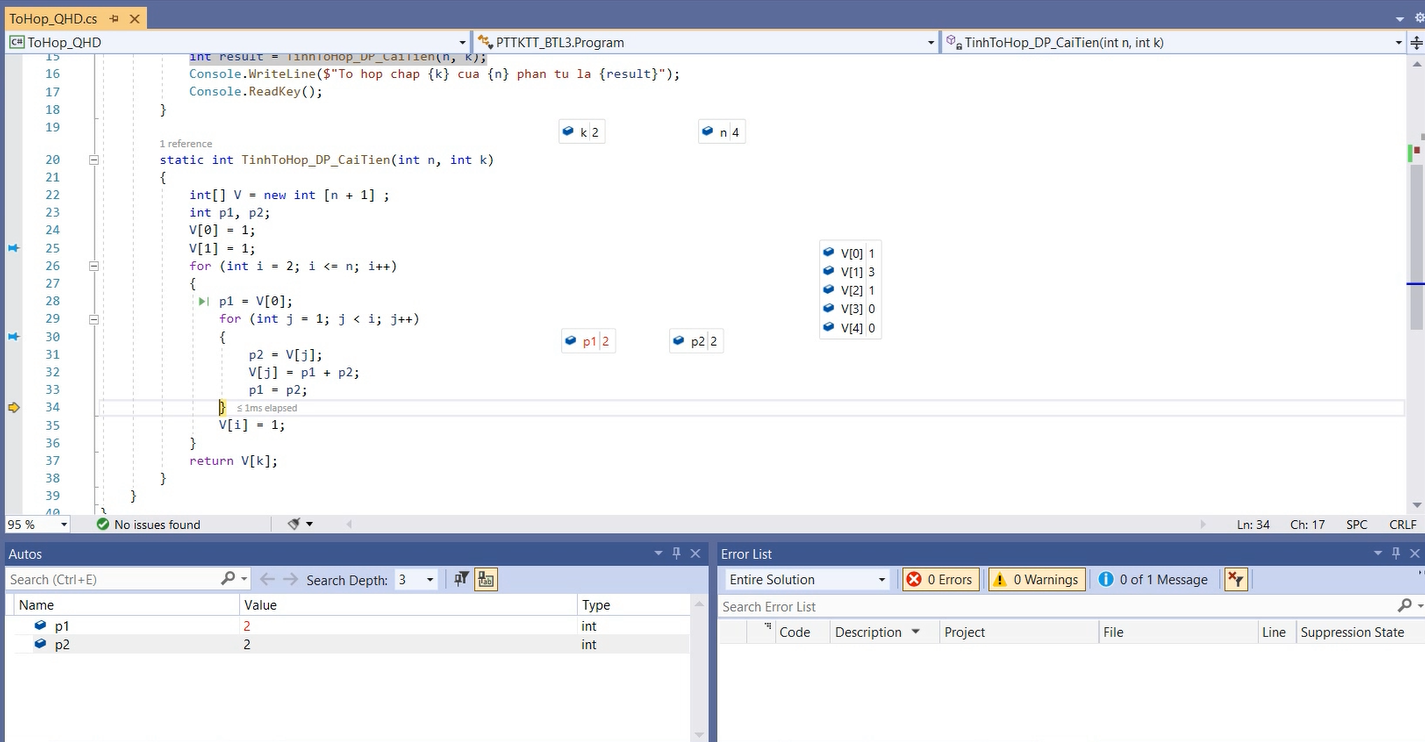 ToHop_QHD.cs
ToHop_QHD PTTKTT_BTL3.Program TinhToHop_DP_CaiTien(int n, int k)
15 int result = TinhToHop_DP_CaiTien(n, k);
16 Console.WriteLine($"To hop chap {k} cua {n} phan tu la {result}");
17 Console.ReadKey();
18 }
19
k 2 n 4
1 reference
20 static int TinhToHop_DP_CaiTien(int n, int k)
21 {
22 int[] V = new int [n + 1] ;
23 int p1, p2;
24 V[0] = 1;
25 V[1] = 1;
V[0] 1
26 for (int i = 2; i <= n; i++)
V[1] 3
27 {
V[2] 1
28 p1 = V[0];
V[3] 0
29 for (int j = 1; j < i; j++)
V[4] 0
30 {
p1 2 p2 2
31 p2 = V[j];
32 V[j] = p1 + p2;
33 p1 = p2;
34 } ≤ 1ms elapsed
35 V[i] = 1;
36 }
37 return V[k];
38 }
39 }
40 }
95 % No issues found Ln: 34 Ch: 17 SPC CRLF
Autos
Search (Ctrl+E) Search Depth: 3
Name Value Type
p1 2 int
p2 2 int
Error List
Entire Solution 0 Errors 0 Warnings 0 of 1 Message
Search Error List
Code Description Project File Line Suppression State